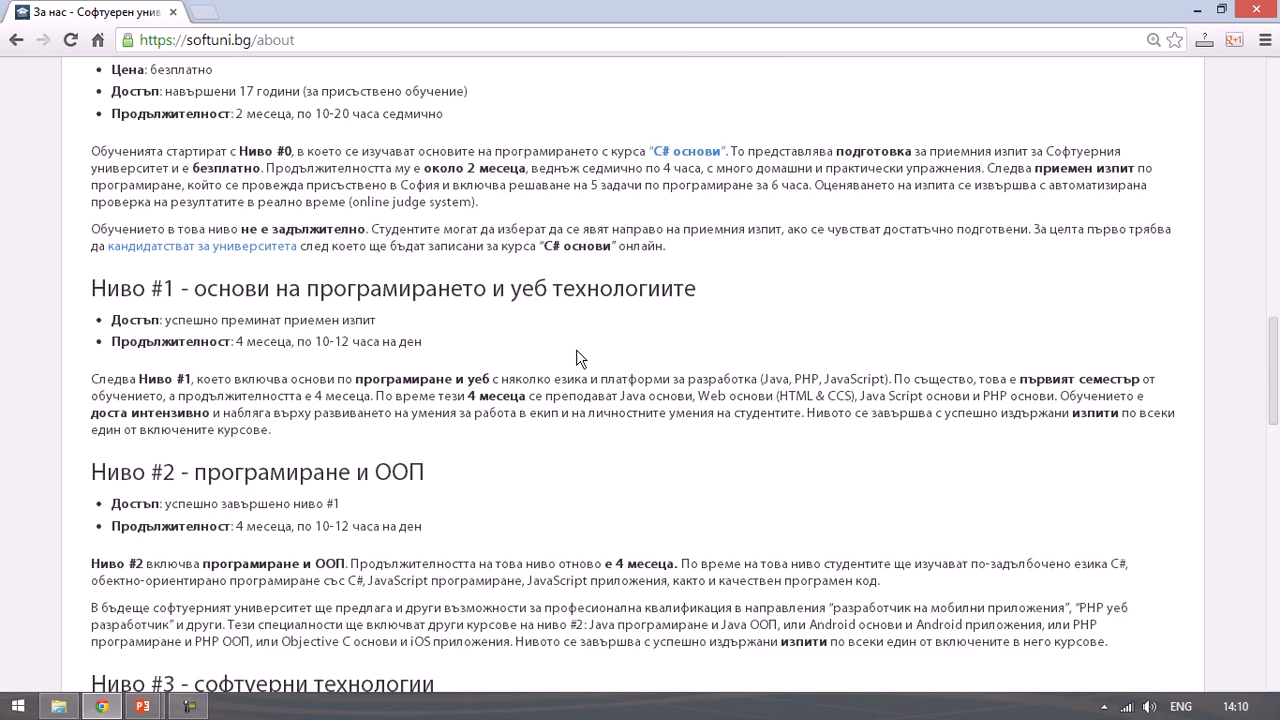 За нас - Софтуерен унив
https://softuni.bg/about
Цена: безплатно
Достъп: навършени 17 години (за присъствено обучение)
Продължителност: 2 месеца, по 10-20 часа седмично
Обученията стартират с Ниво #0, в което се изучават основите на програмирането с курса "C# основи". То представлява подготовка за приемния изпит за Софтуерния
университет и е безплатно. Продължителността му е около 2 месеца, веднъж седмично по 4 часа, с много домашни и практически упражнения. Следва приемен изпит по
програмиране, който се провежда присъствено в София и включва решаване на 5 задачи по програмиране за 6 часа. Оценяването на изпита се извършва с автоматизирана
проверка на резултатите в реално време (online judge system).
Обучението в това ниво не е задължително. Студентите могат да изберат да се явят направо на приемния изпит, ако се чувстват достатъчно подготвени. За целта първо трябва
да кандидатстват за университета след което ще бъдат записани за курса "C# основи" онлайн.
Ниво #1 - основи на програмирането и уеб технологиите
Достъп: успешно преминат приемен изпит
Продължителност: 4 месеца, по 10-12 часа на ден
Следва Ниво #1, което включва основи по програмиране и уеб с няколко езика и платформи за разработка (Java, PHP, JavaScript). По същество, това е първият семестър от
обучението, а продължителността е 4 месеца. По време тези 4 месеца се преподават Java основи, Web основи (HTML & CCS), Java Script основи и PHP основи. Обучението е
доста интензивно и набляга върху развиването на умения за работа в екип и на личностните умения на студентите. Нивото се завършва с успешно издържани изпити по всеки
един от включените курсове.
Ниво #2 - програмиране и ООП
Достъп: успешно завършено ниво #1
Продължителност: 4 месеца, по 10-12 часа на ден
Ниво #2 включва програмиране и ООП. Продължителността на това ниво отново е 4 месеца. По време на това ниво студентите ще изучават по-задълбочено езика C#,
обектно-ориентирано програмиране със C#, JavaScript програмиране, JavaScript приложения, както и качествен програмен код.
В бъдеще софтуерният университет ще предлага и други възможности за професионална квалификация в направления "разработчик на мобилни приложения", "PHP уеб
разработчик" и други. Тези специалности ще включват други курсове на ниво #2: Java програмиране и Java ООП, или Android основи и Android приложения, или PHP
програмиране и PHP ООП, или Objective C основи и iOS приложения. Нивото се завършва с успешно издържани изпити по всеки един от включените в него курсове.
Ниво #3 - софтуерни технологии
ENG
14:10